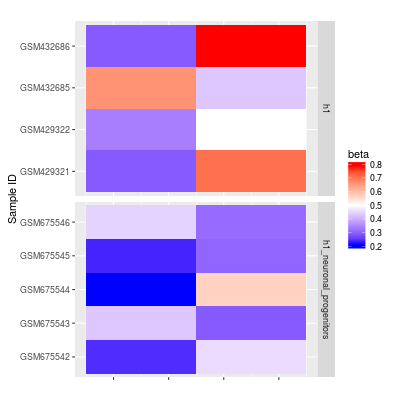 GSM432686
GSM432685
GSM429322
GSM429321
h1
Sample ID
GSM675546
GSM675545
GSM675544
GSM675543
GSM675542
h1_neuronal_progenitors
beta
0.8
0.7
0.6
0.5
0.4
0.3
0.2